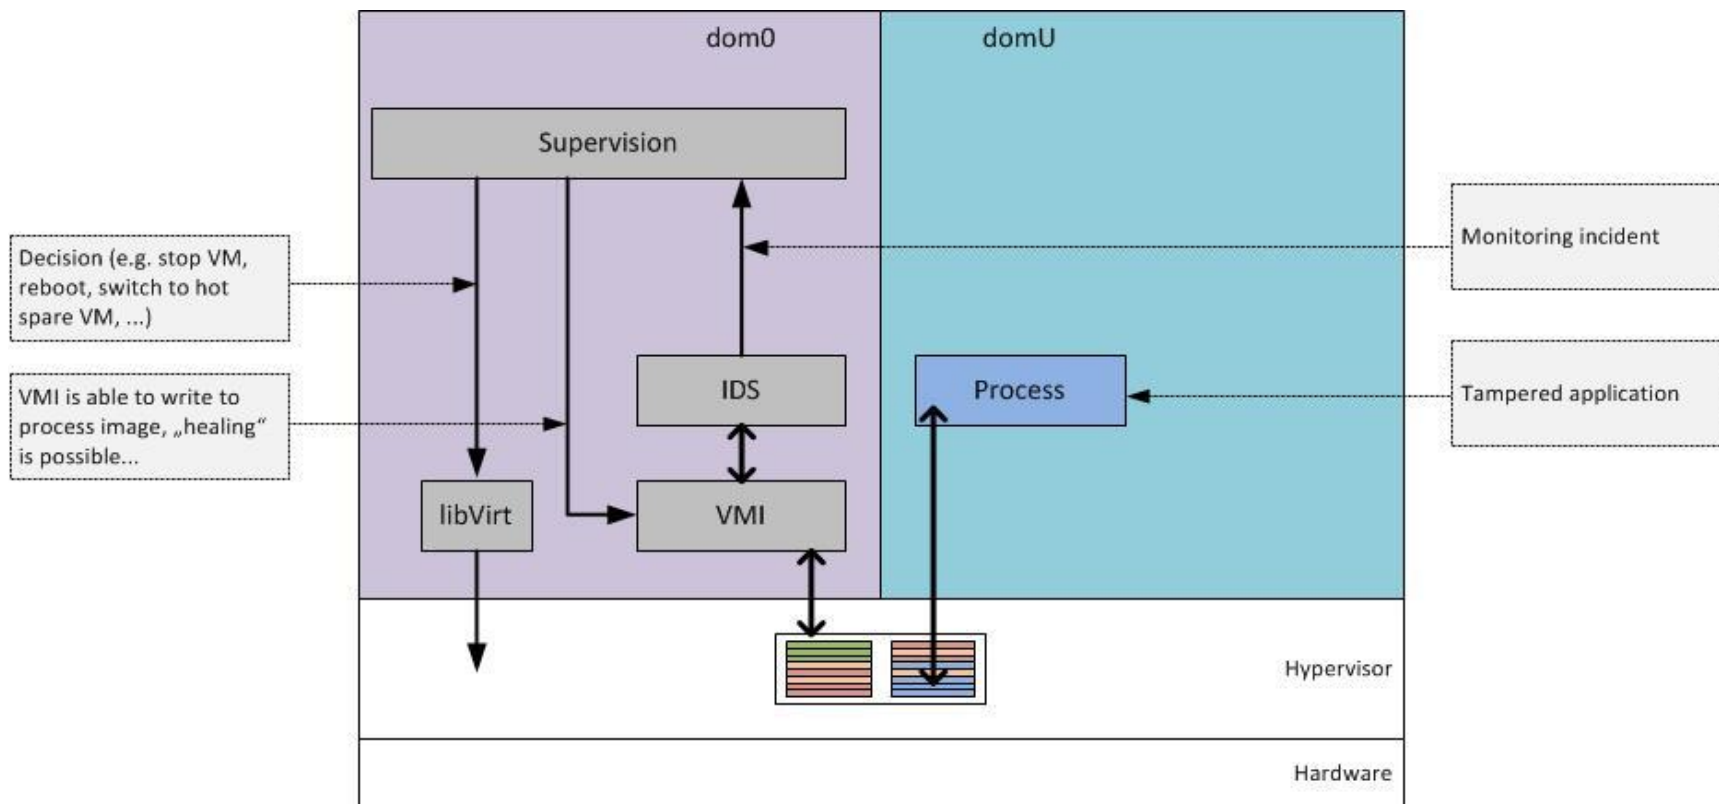 dom0
domU
Supervision
Monitoring incident
Decision (e.g. stop VM,
reboot, switch to hot
spare VM, ...)
IDS
Process
Tampered application
VMI is able to write to
process image, „healing“
is possible...
libVirt
VMI
Hypervisor
Hardware